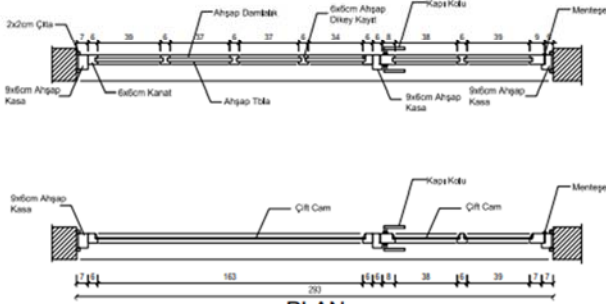 Kapı Kolu
Menteşe
2x2cm Çıta
Ahşap Damlalık
6x6cm Ahşap
Dikey Kayıt
7 6 39 6 37 6 37 6 34 6 6 8 38 6 39 9
9x6cm Ahşap
Kasa
6x6cm Kanat
Ahşap Tbla
9x6cm Ahşap
Kasa
9x6cm Ahşap
Kasa
9x6cm Ahşap
Kasa
Çift Cam
Kapı Kolu
Çift Cam
Menteşe
7 6 163 6 6 8 38 6 39 7 7
293
PLAN